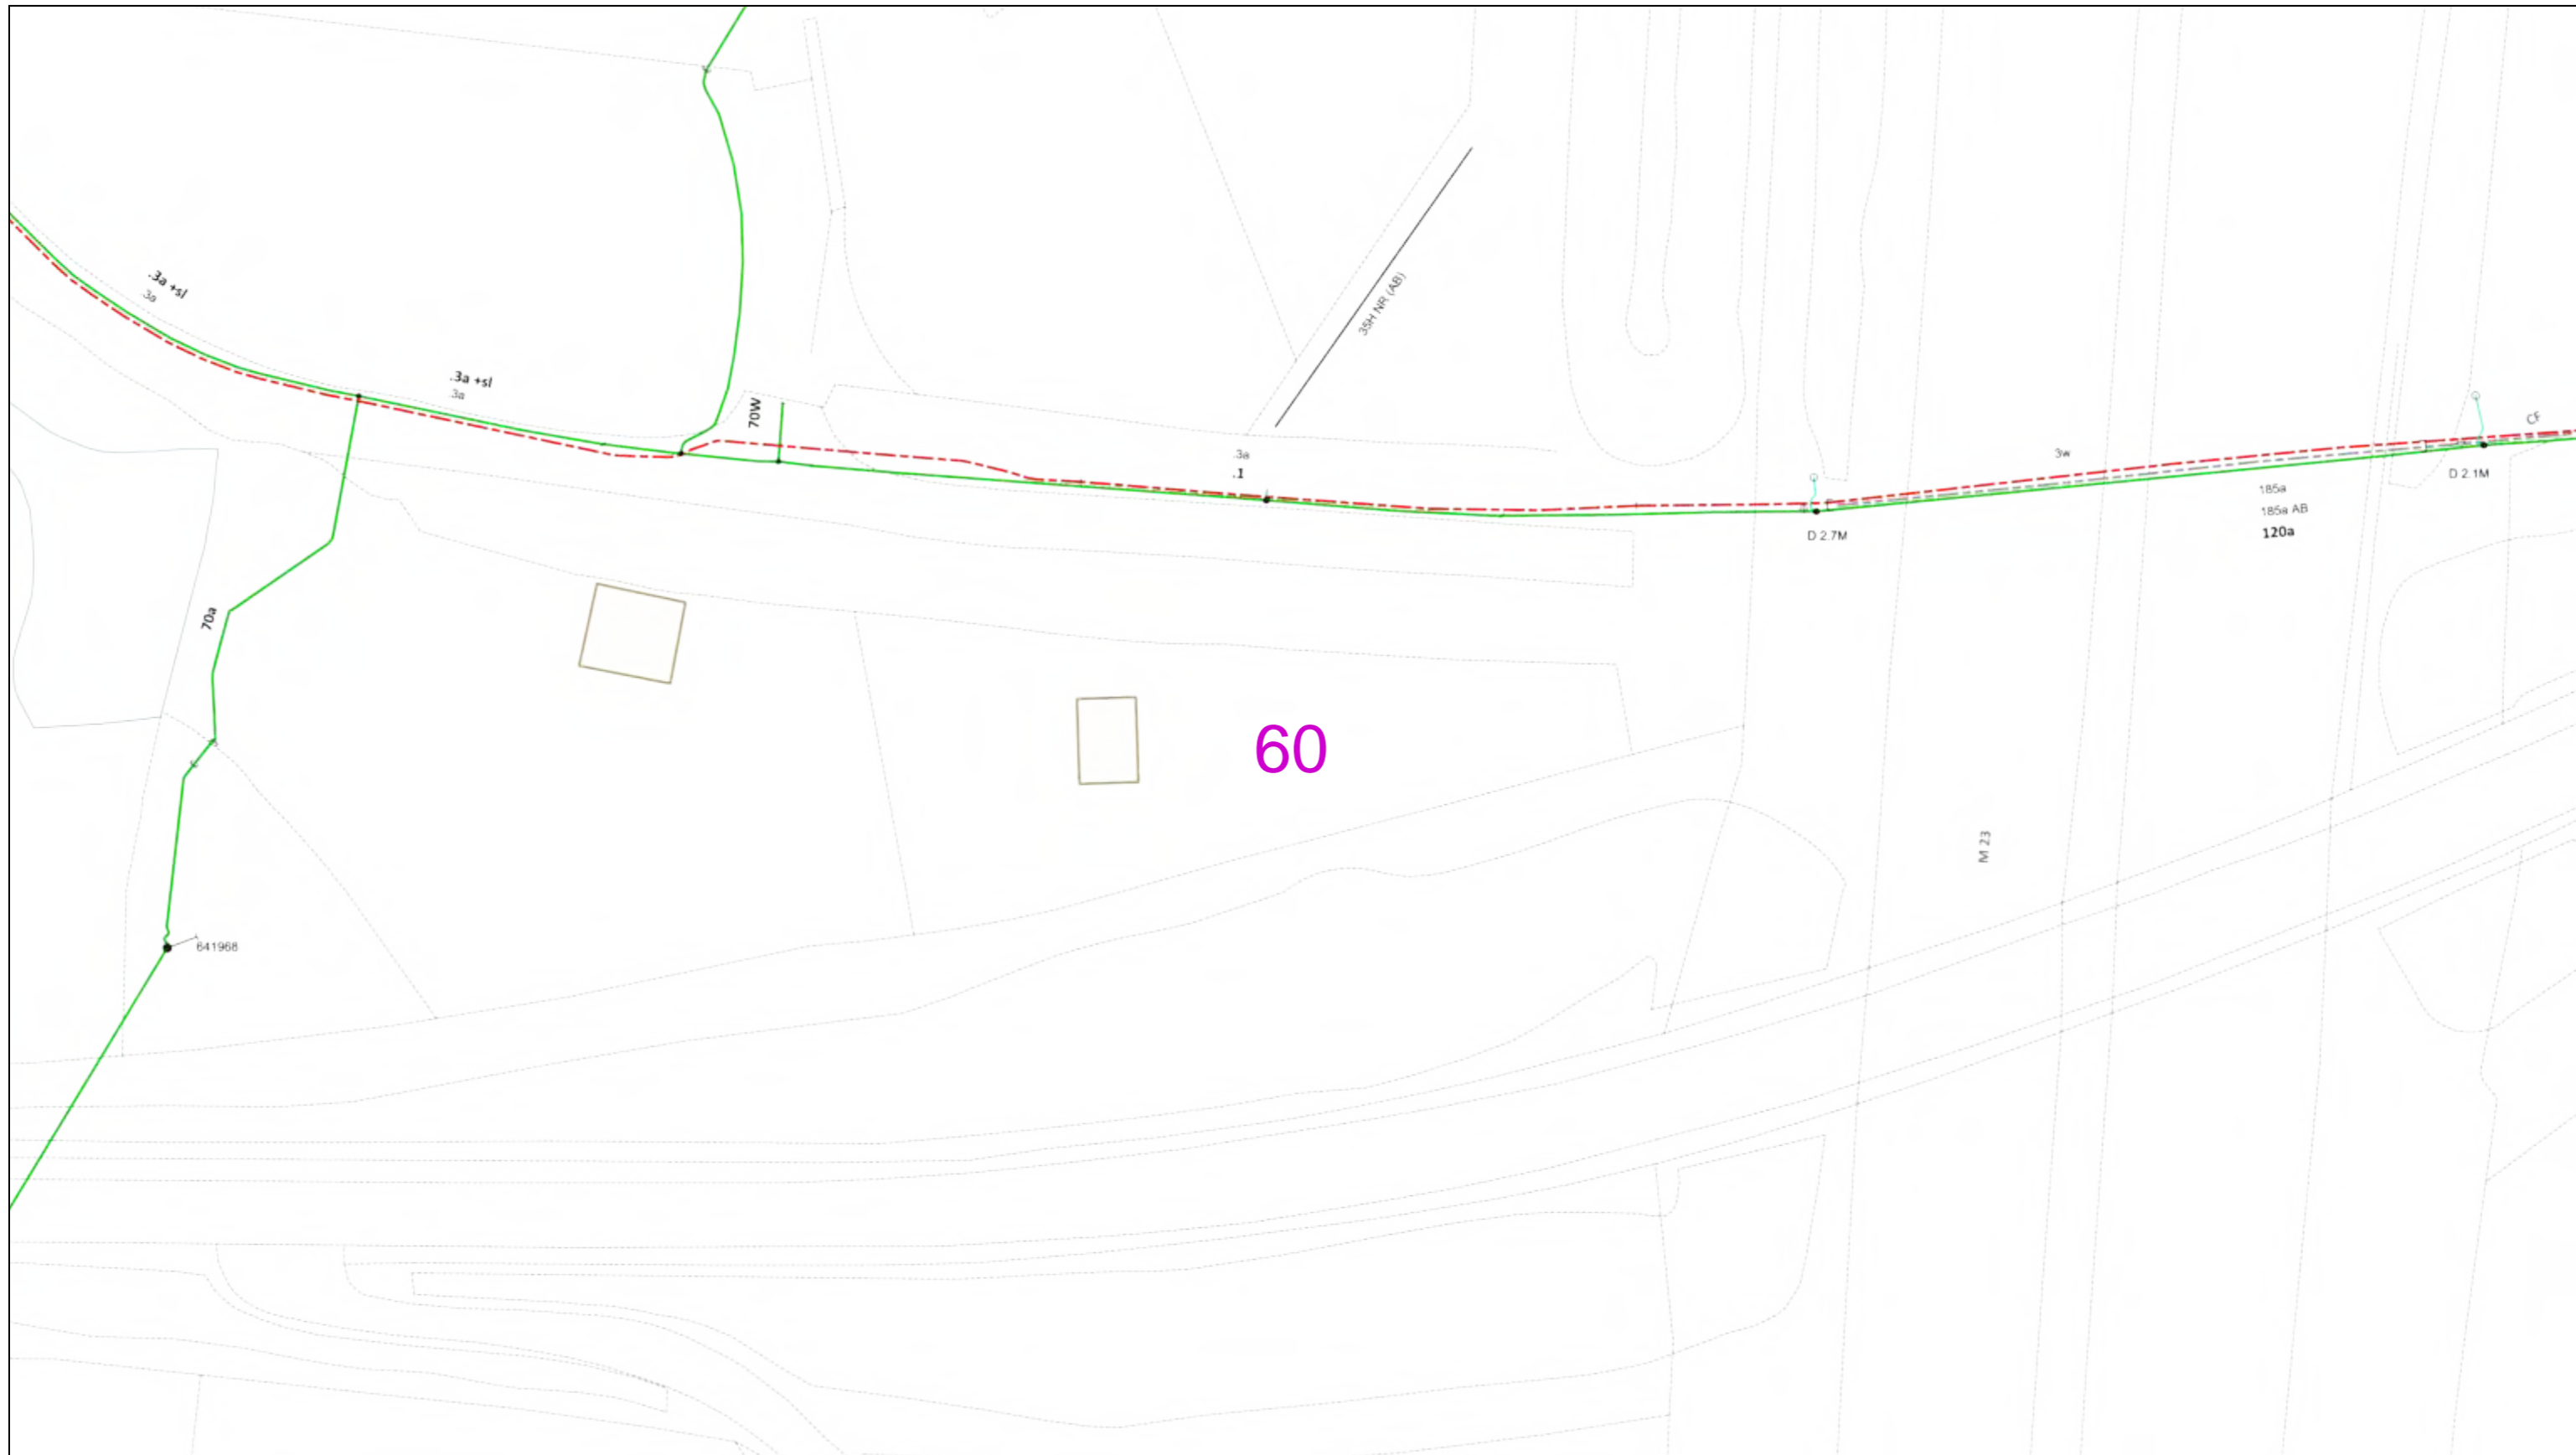 .3a +sl
3a
.3a +sl
3a
70W
35H NR (AB)
.3a
.1
3w
CF
D 2.1M
185a
185a AB
120a
D 2.7M
70a
60
M 23
641968